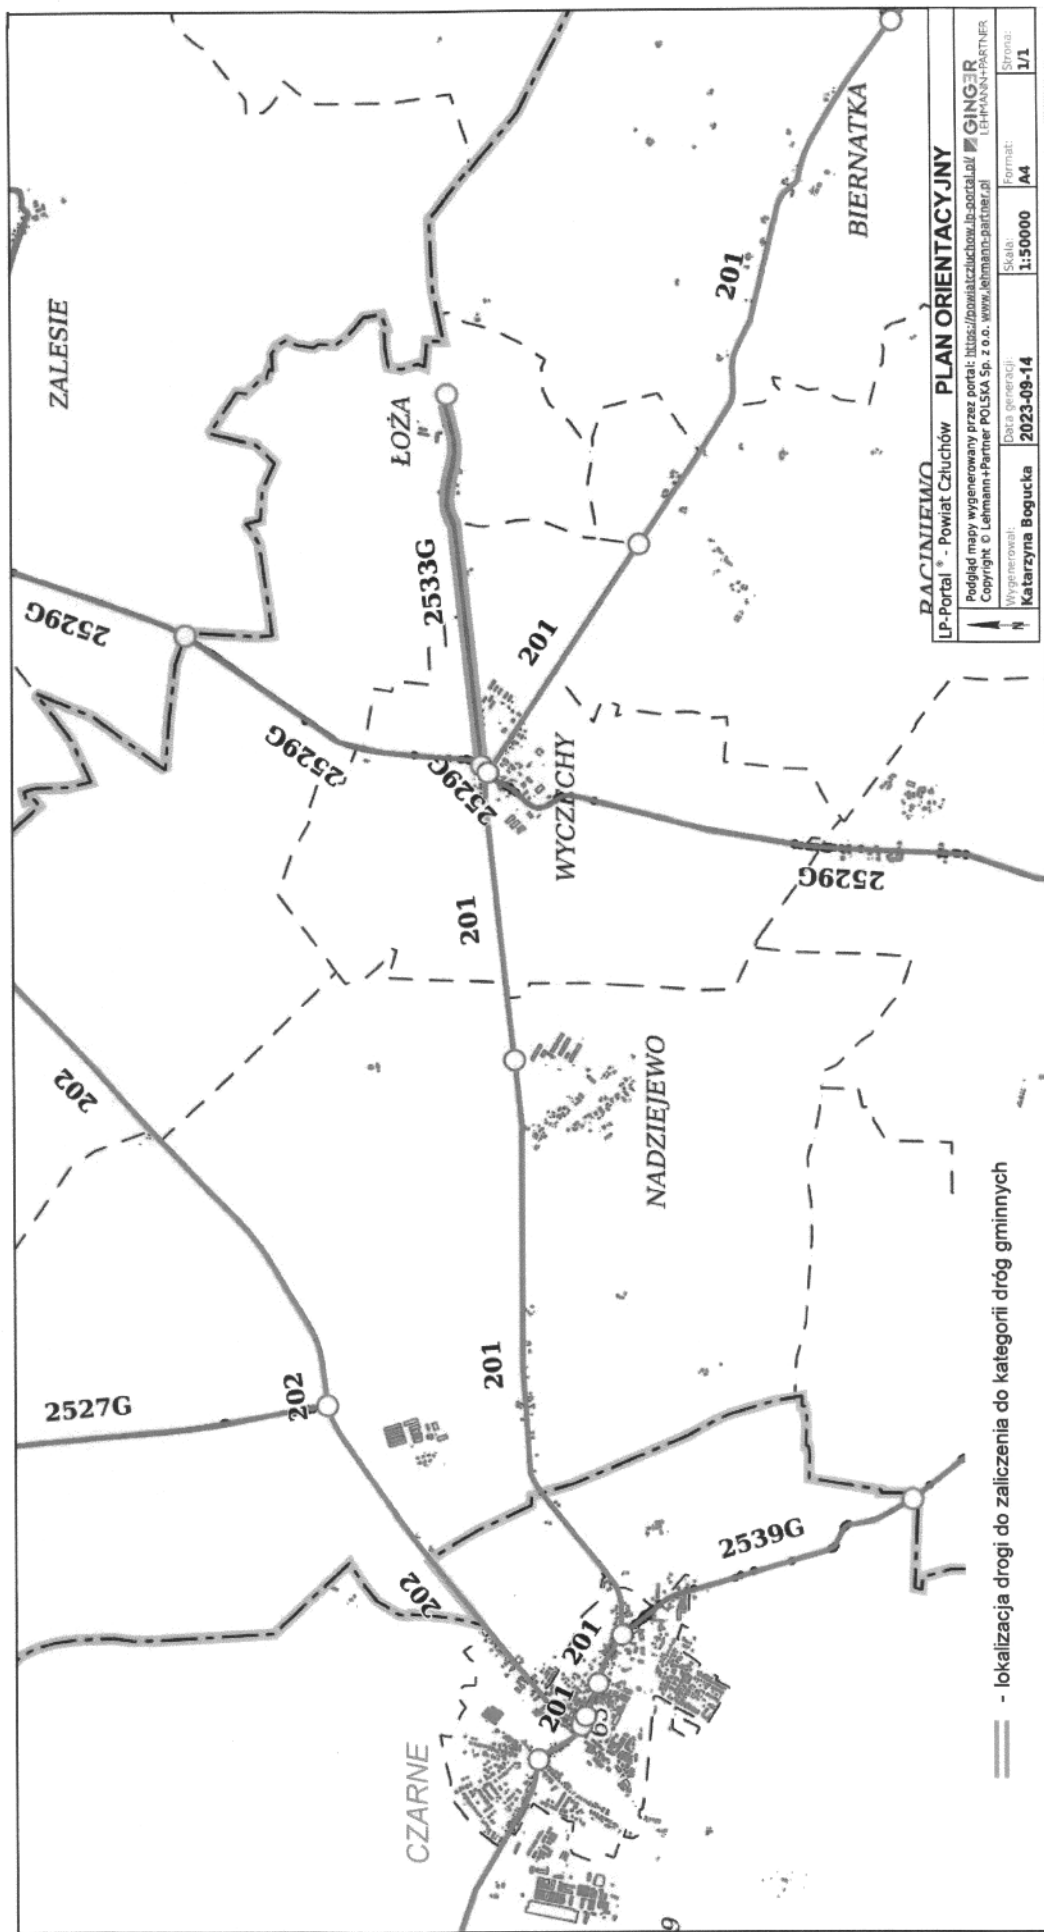 ZALESIE
ŁOŻA
BIERNATKA
WYCZECHY
NADZIEJEWO
CZARNE
2529G
2529G
2529G
2529G
2533G
201
201
201
201
201
201
202
202
202
2527G
2539G
63
9
LP-Portal ® - Powiat Człuchów PLAN ORIENTACYJNY
Podgląd mapy wygenerowany przez portal: https://powiatczluchow.lp-portal.pl/
Copyright © Lehmann+Partner POLSKA Sp. z o.o. www.lehmann-partner.pl
GINGER
LEHMANN+PARTNER
N
Wygenerował: Data generacji: Skala: Format: Strona:
Katarzyna Bogucka 2023-09-14 1:50000 A4 1/1
- lokalizacja drogi do zaliczenia do kategorii dróg gminnych